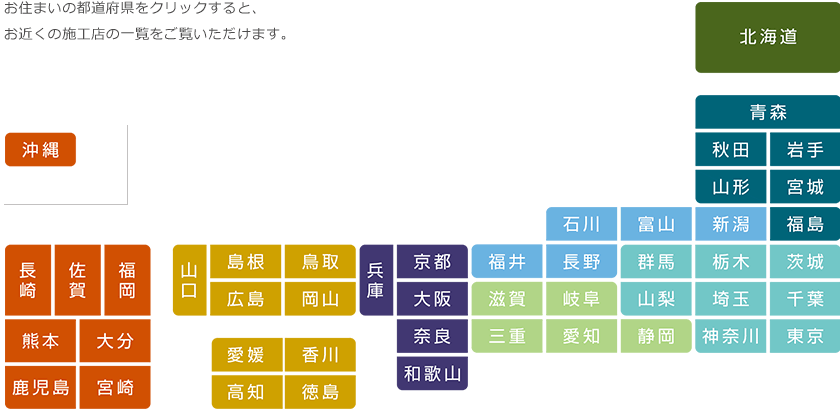 お住まいの都道府県をクリックすると、
お近くの施工店の一覧をご覧いただけます。
北海道
青森
沖縄
秋田 岩手
山形 宮城
石川 富山 新潟 福島
長崎 佐賀 福岡 山口 島根 鳥取 兵庫 京都 福井 長野 群馬 栃木 茨城
広島 岡山 大阪 滋賀 岐阜 山梨 埼玉 千葉
熊本 大分 奈良 三重 愛知 静岡 神奈川 東京
愛媛 香川
和歌山
鹿児島 宮崎 高知 徳島